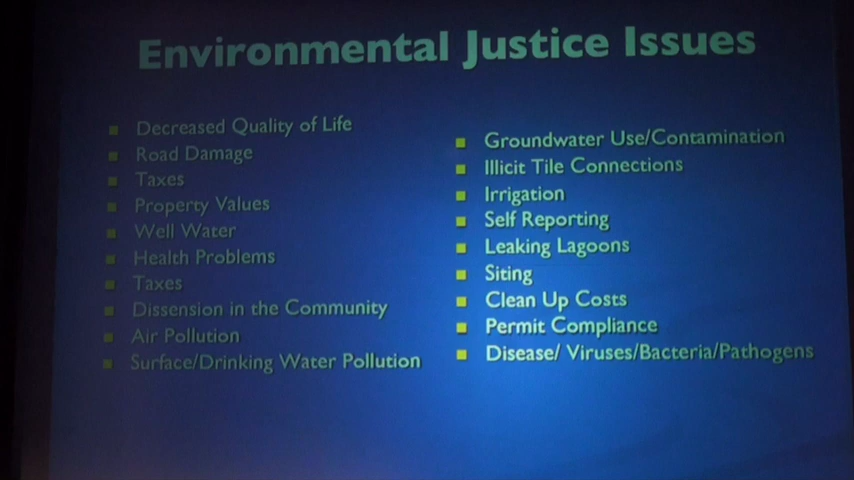 Environmental Justice Issues
Decreased Quality of Life
Road Damage
Taxes
Property Values
Well Water
Health Problems
Taxes
Dissension in the Community
Air Pollution
Surface/Drinking Water Pollution
Groundwater Use/Contamination
Illicit Tile Connections
Irrigation
Self Reporting
Leaking Lagoons
Siting
Clean Up Costs
Permit Compliance
Disease/ Viruses/Bacteria/Pathogens